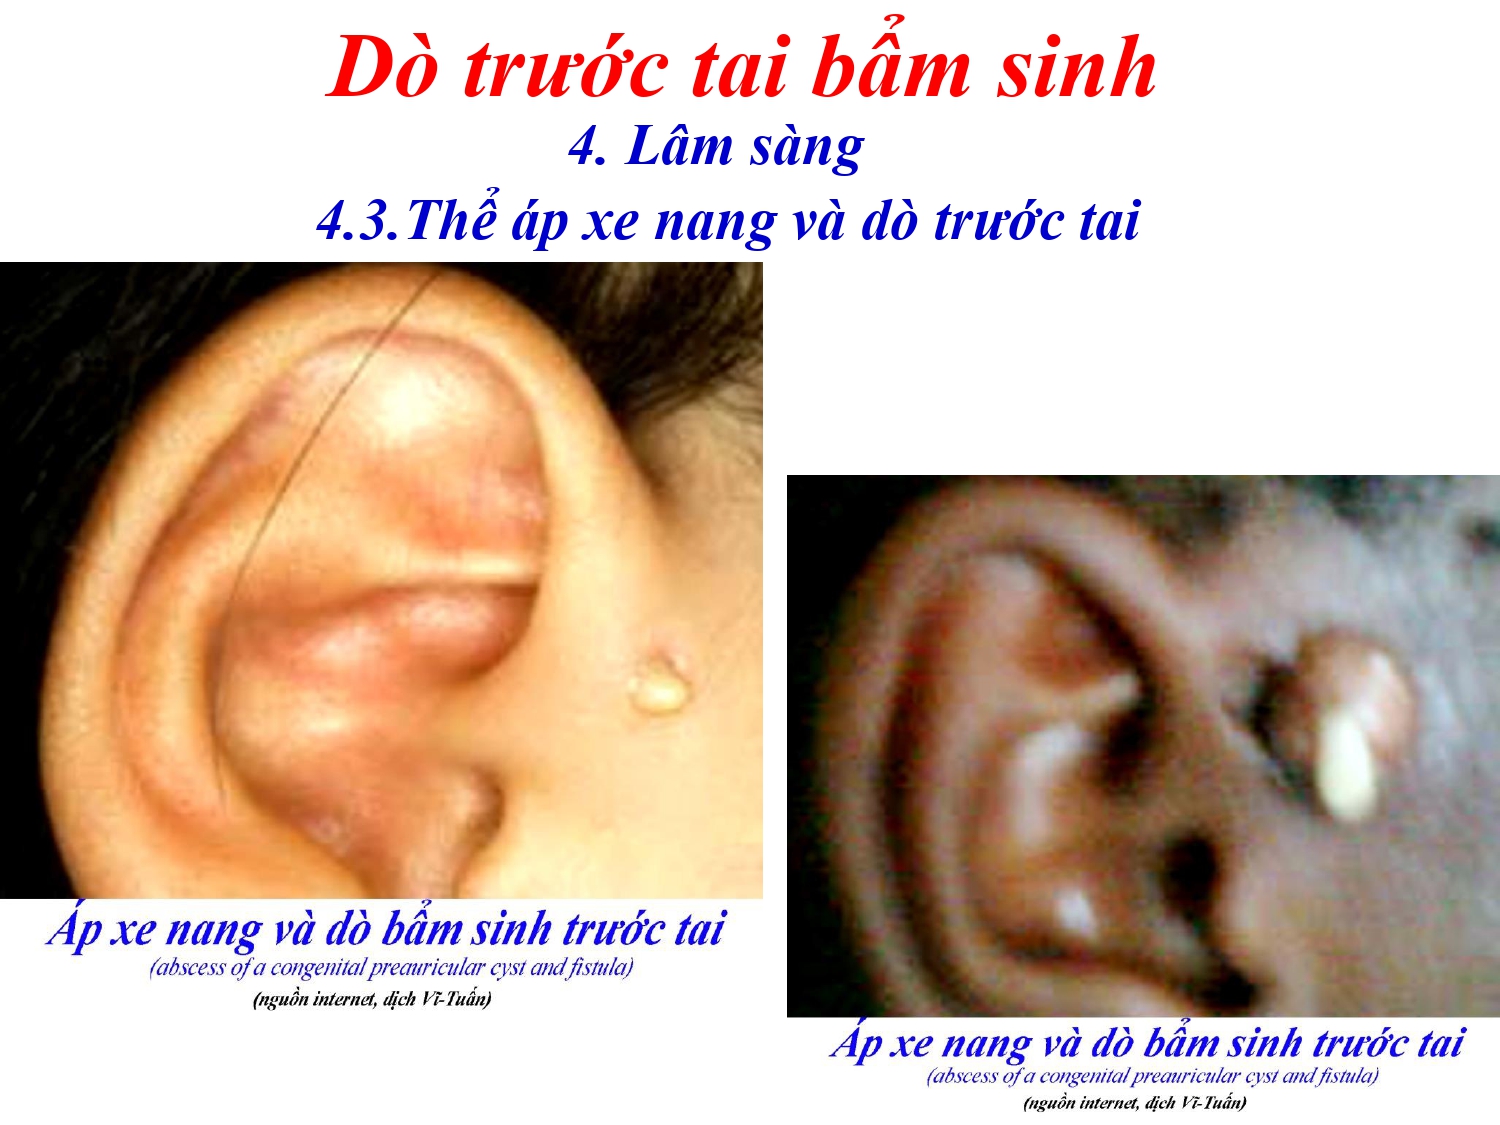 Dò trước tai bẩm sinh
4. Lâm sàng
4.3.Thể áp xe nang và dò trước tai
Áp xe nang và dò bẩm sinh trước tai
(abscess of a congenital preauricular cyst and fistula)
(nguồn internet, dịch Vĩ-Tuấn)
Áp xe nang và dò bẩm sinh trước tai
(abscess of a congenital preauricular cyst and fistula)
(nguồn internet, dịch Vĩ-Tuấn)